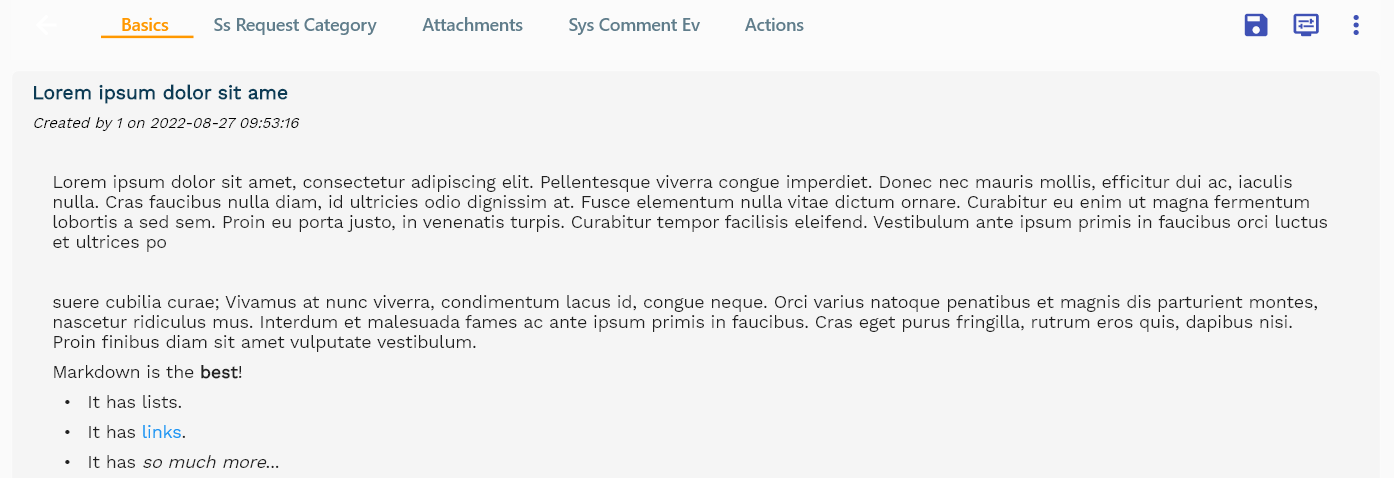 Basics Ss Request Category Attachments Sys Comment Ev Actions
Lorem ipsum dolor sit ame
Created by 1 on 2022-08-27 09:53:16
Lorem ipsum dolor sit amet, consectetur adipiscing elit. Pellentesque viverra congue imperdiet. Donec nec mauris mollis, efficitur dui ac, iaculis
nulla. Cras faucibus nulla diam, id ultricies odio dignissim at. Fusce elementum nulla vitae dictum ornare. Curabitur eu enim ut magna fermentum
lobortis a sed sem. Proin eu porta justo, in venenatis turpis. Curabitur tempor facilisis eleifend. Vestibulum ante ipsum primis in faucibus orci luctus
et ultrices po
suere cubilia curae; Vivamus at nunc viverra, condimentum lacus id, congue neque. Orci varius natoque penatibus et magnis dis parturient montes,
nascetur ridiculus mus. Interdum et malesuada fames ac ante ipsum primis in faucibus. Cras eget purus fringilla, rutrum eros quis, dapibus nisi.
Proin finibus diam sit amet vulputate vestibulum.
Markdown is the best!
• It has lists.
• It has links.
• It has so much more...